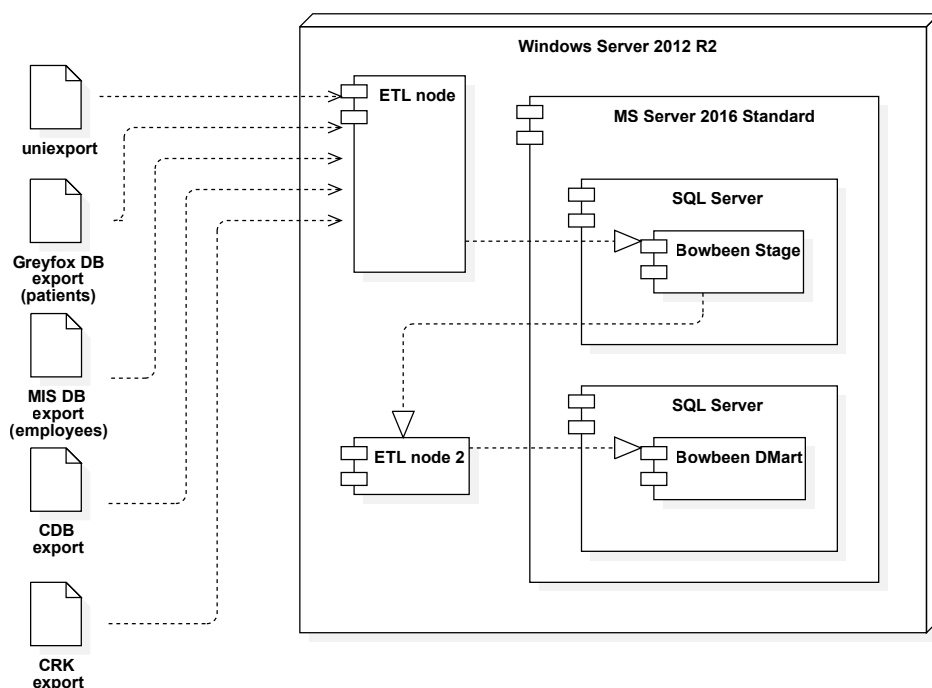 Windows Server 2012 R2
ETL node
MS Server 2016 Standard
uniexport
SQL Server
Bowbeen Stage
Greyfox DB
export
(patients)
MIS DB
export
(employees)
SQL Server
ETL node 2
Bowbeen DMart
CDB
export
CRK
export